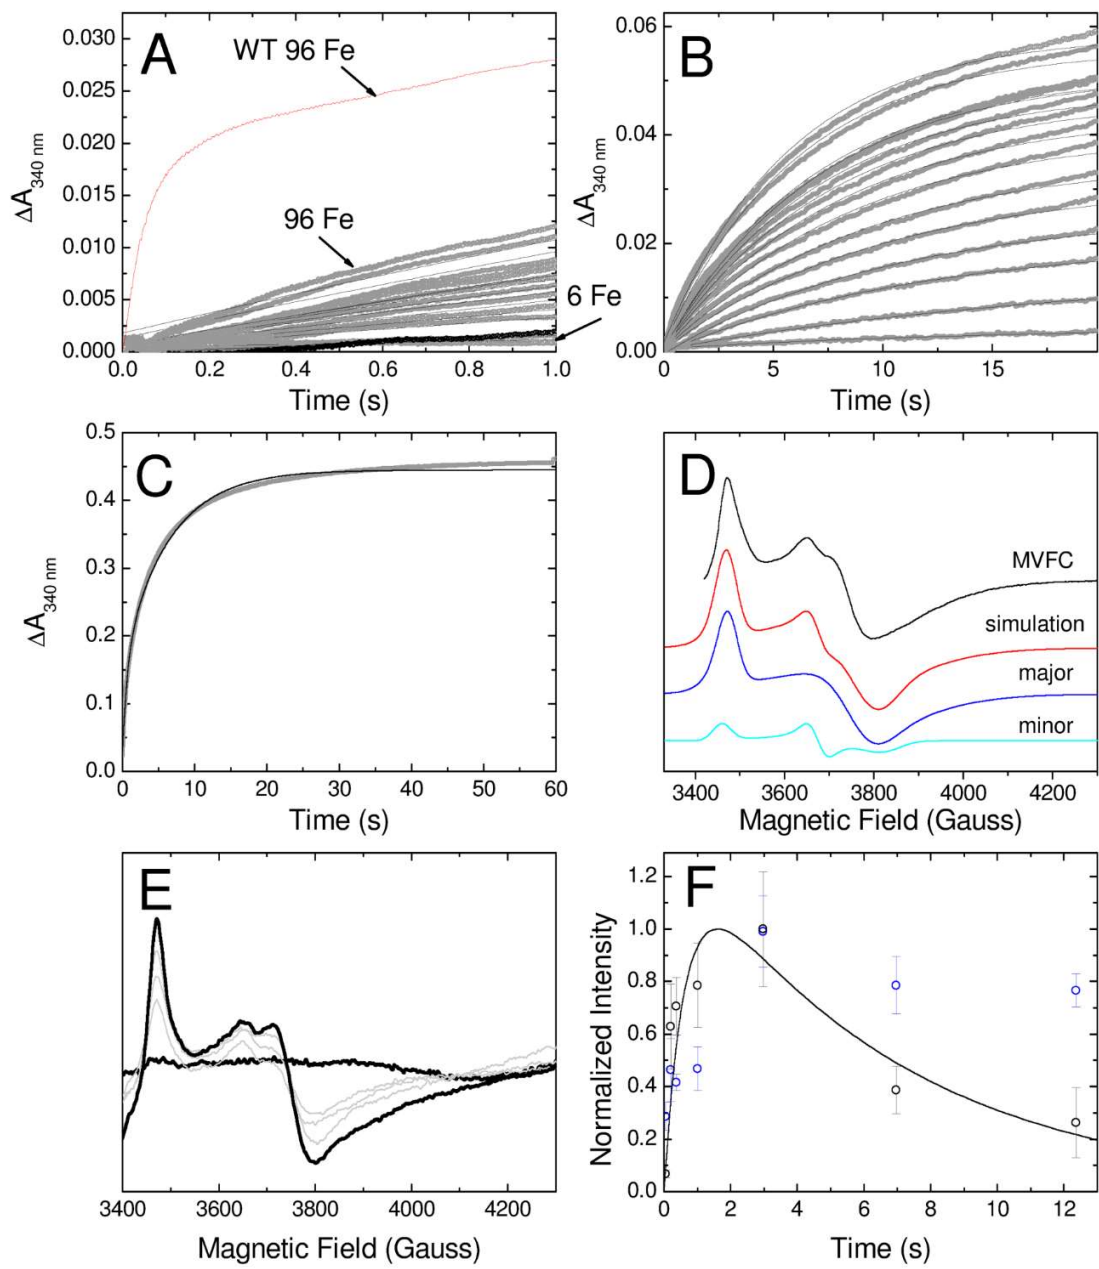 A
WT 96 Fe
96 Fe
6 Fe
ΔA340 nm
0.030
0.025
0.020
0.015
0.010
0.005
0.000
0.0 0.2 0.4 0.6 0.8 1.0
Time (s)
B
ΔA340 nm
0.06
0.04
0.02
0.00
0 5 10 15
Time (s)
C
ΔA340 nm
0.5
0.4
0.3
0.2
0.1
0.0
0 10 20 30 40 50 60
Time (s)
D
MVFC
simulation
major
minor
3400 3600 3800 4000 4200
Magnetic Field (Gauss)
E
3400 3600 3800 4000 4200
Magnetic Field (Gauss)
F
Normalized Intensity
1.2
1.0
0.8
0.6
0.4
0.2
0.0
0 2 4 6 8 10 12
Time (s)